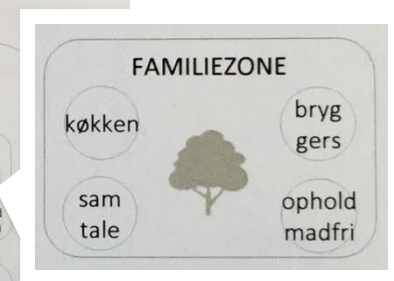 FAMILIEZONE
køkken
bryg
gers
sam
tale
ophold
madfri